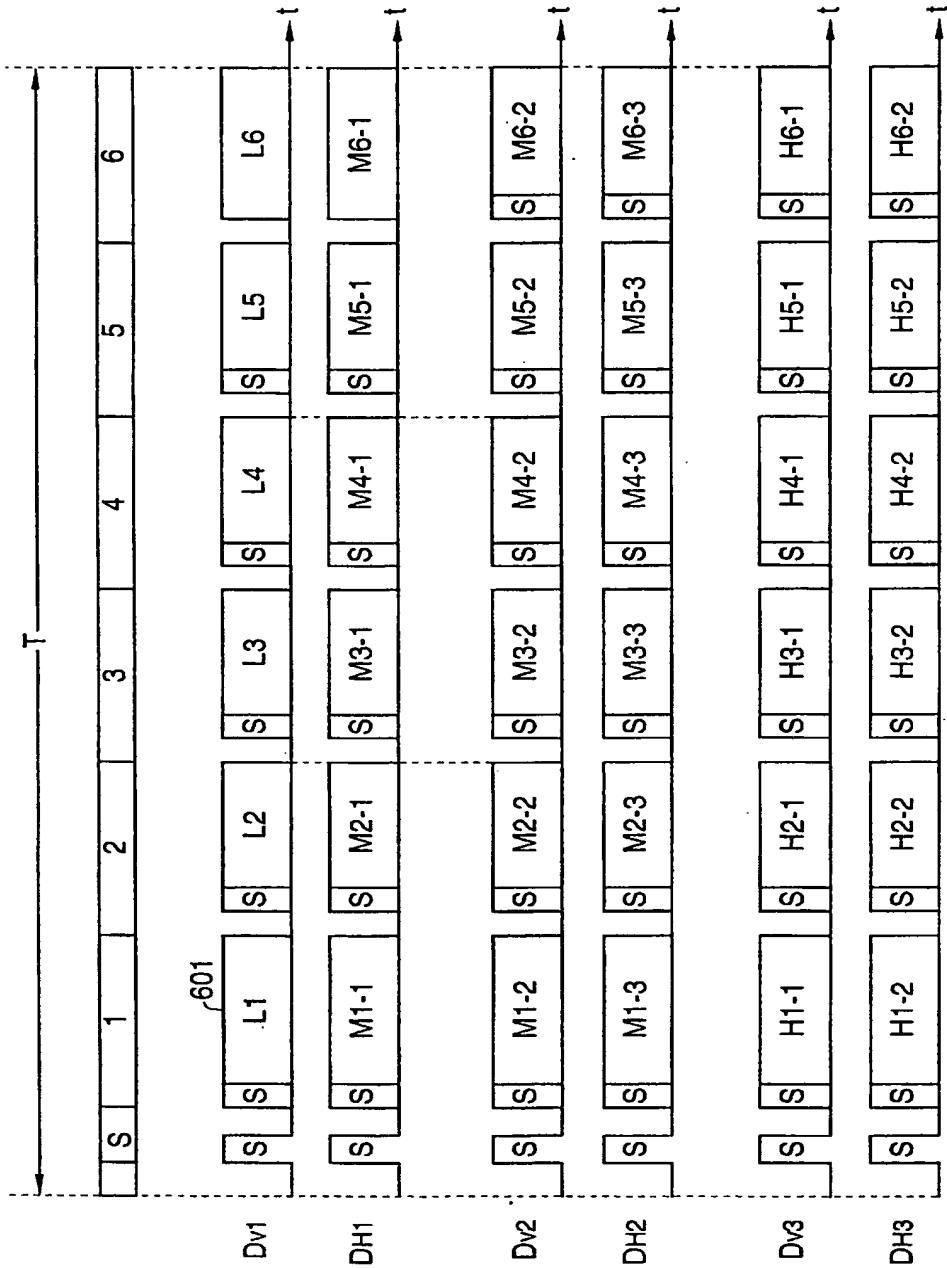 T
S 1 2 3 4 5 6
601
Dv1 S S L1 S L2 S L3 S L4 S L5 L6 t
DH1 S S M1-1 S M2-1 S M3-1 S M4-1 S M5-1 M6-1 t
Dv2 S S M1-2 S M2-2 S M3-2 S M4-2 S M5-2 S M6-2 t
DH2 S S M1-3 S M2-3 S M3-3 S M4-3 S M5-3 S M6-3 t
Dv3 S S H1-1 S H2-1 S H3-1 S H4-1 S H5-1 S H6-1 t
DH3 S S H1-2 S H2-2 S H3-2 S H4-2 S H5-2 S H6-2 t